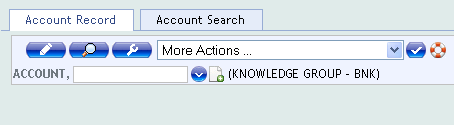 Account Record Account Search
More Actions ...
ACCOUNT, (KNOWLEDGE GROUP - BNK)